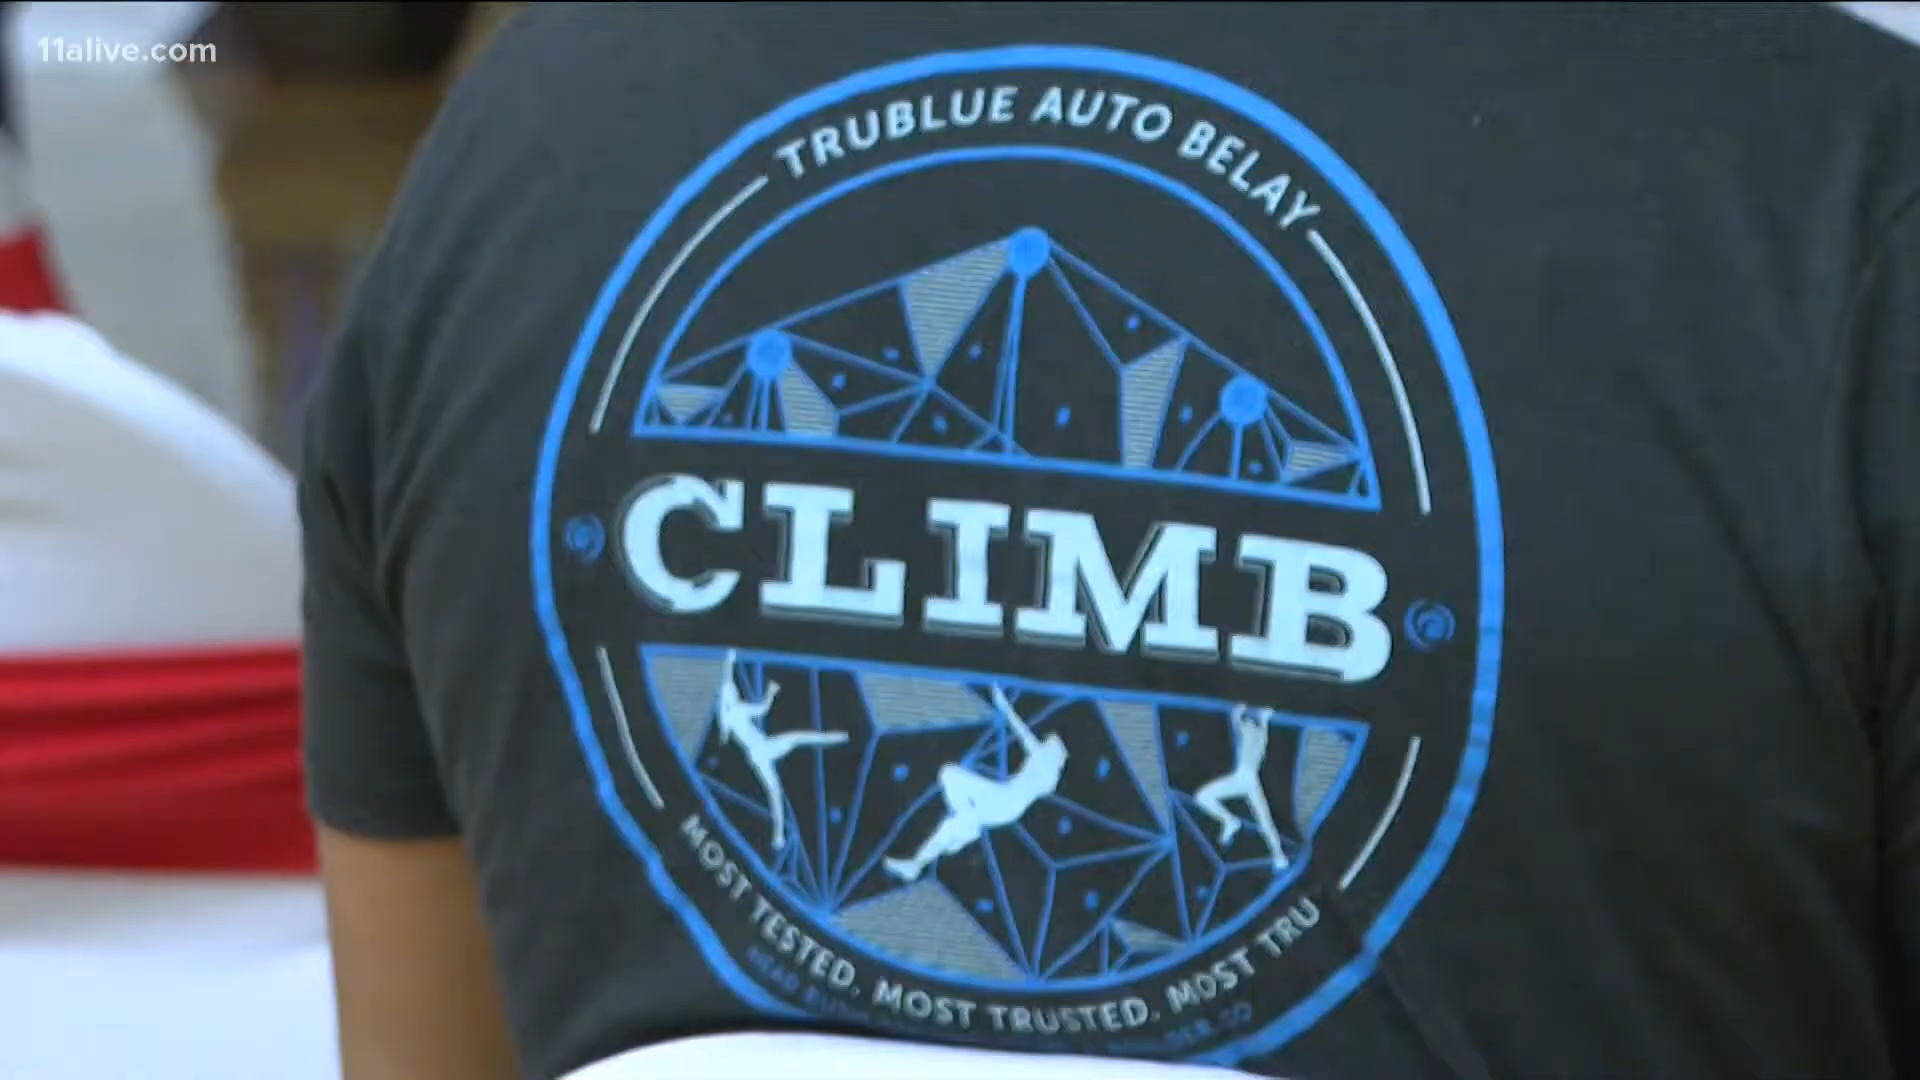 11alive.com
TRUBLUE AUTO BELAY
CLIMB
MOST TESTED. MOST TRUSTED. MOST TRU